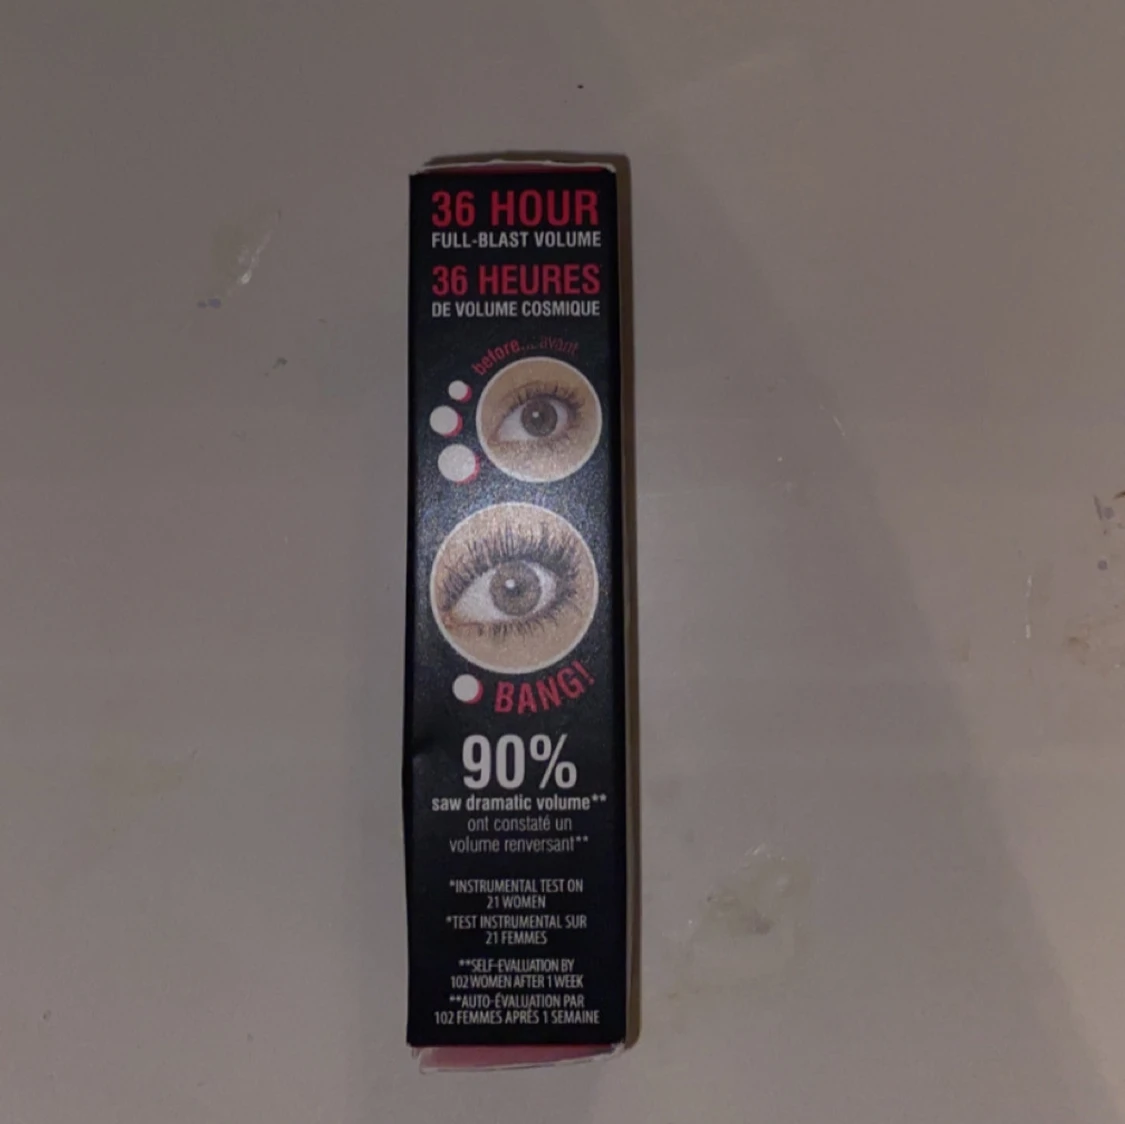 36 HOUR
FULL-BLAST VOLUME
36 HEURES
DE VOLUME COSMIQUE
before... avant
BANG!
90%
saw dramatic volume**
ont constaté un
volume renversant**
*INSTRUMENTAL TEST ON
21 WOMEN
*TEST INSTRUMENTAL SUR
21 FEMMES
**SELF-EVALUATION BY
102 WOMEN AFTER 1 WEEK
**AUTO-ÉVALUATION PAR
102 FEMMES APRÈS 1 SEMAINE